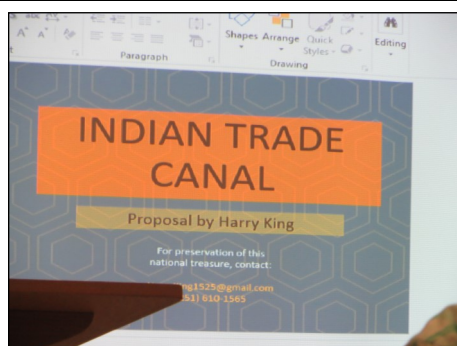 Paragraph
Shapes Arrange Quick
Styles
Editing
Drawing
INDIAN TRADE
CANAL
Proposal by Harry King
For preservation of this
national treasure, contact:
ng1525@gmail.com
51) 610-1565